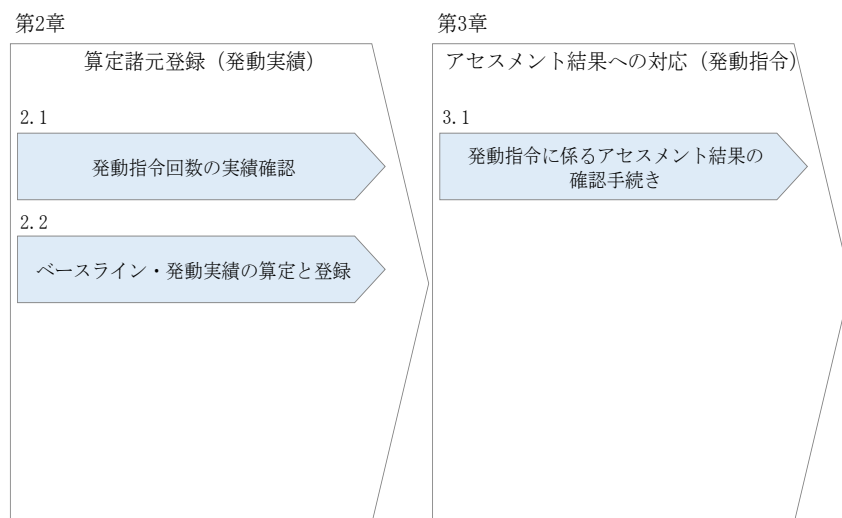 第2章
算定諸元登録（発動実績）
2.1
発動指令回数の実績確認
2.2
ベースライン・発動実績の算定と登録
第3章
アセスメント結果への対応（発動指令）
3.1
発動指令に係るアセスメント結果の
確認手続き